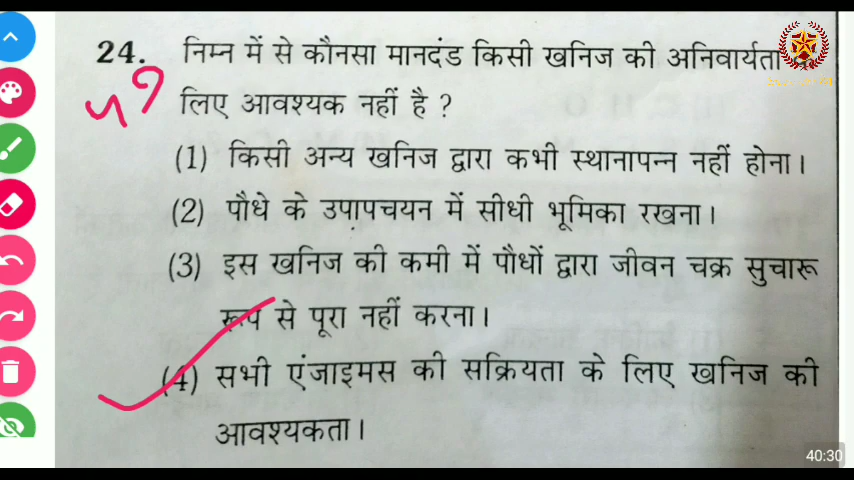 24. निम्न में से कौनसा मानदंड किसी खनिज की अनिवार्यता
लिए आवश्यक नहीं है ?
(1) किसी अन्य खनिज द्वारा कभी स्थानापन्न नहीं होना।
(2) पौधे के उपापचयन में सीधी भूमिका रखना।
(3) इस खनिज की कमी में पौधों द्वारा जीवन चक्र सुचारू
रूप से पूरा नहीं करना।
(4) सभी एंजाइमस की सक्रियता के लिए खनिज की
आवश्यकता।
40:30